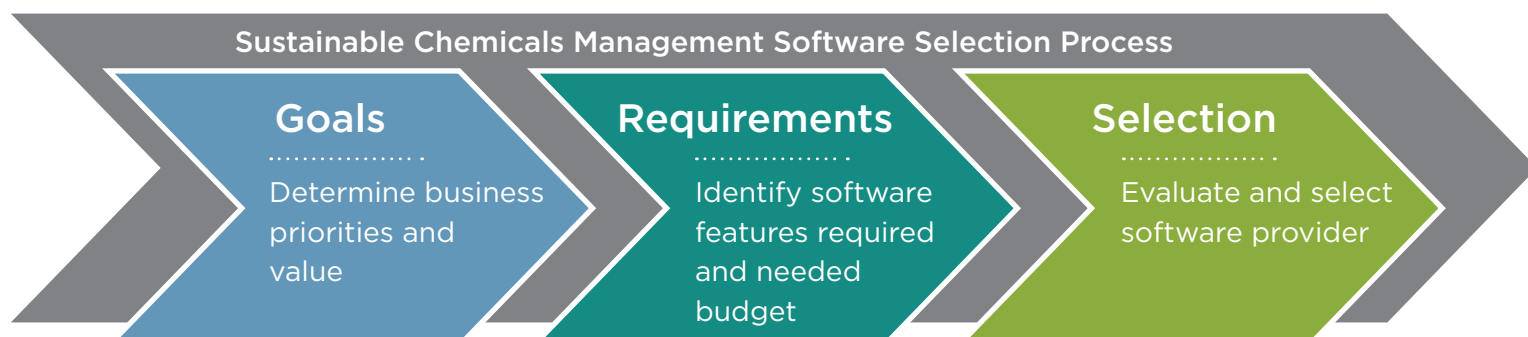 Sustainable Chemicals Management Software Selection Process
Goals
Determine business
priorities and
value
Requirements
Identify software
features required
and needed
budget
Selection
Evaluate and select
software provider